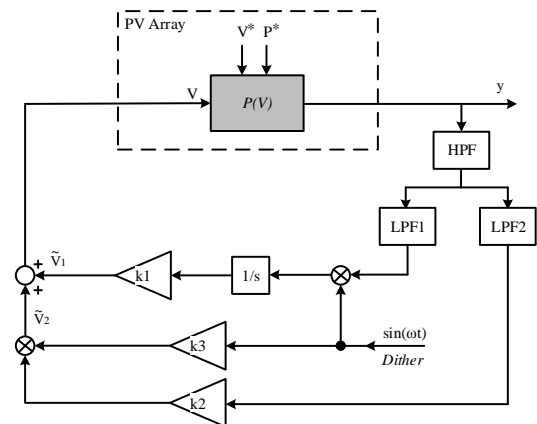 PV Array
V* P*
V
P(V)
y
HPF
LPF1
LPF2
+
Ṽ1
k1
1/s
+
Ṽ2
k3
sin(ωt)
Dither
k2